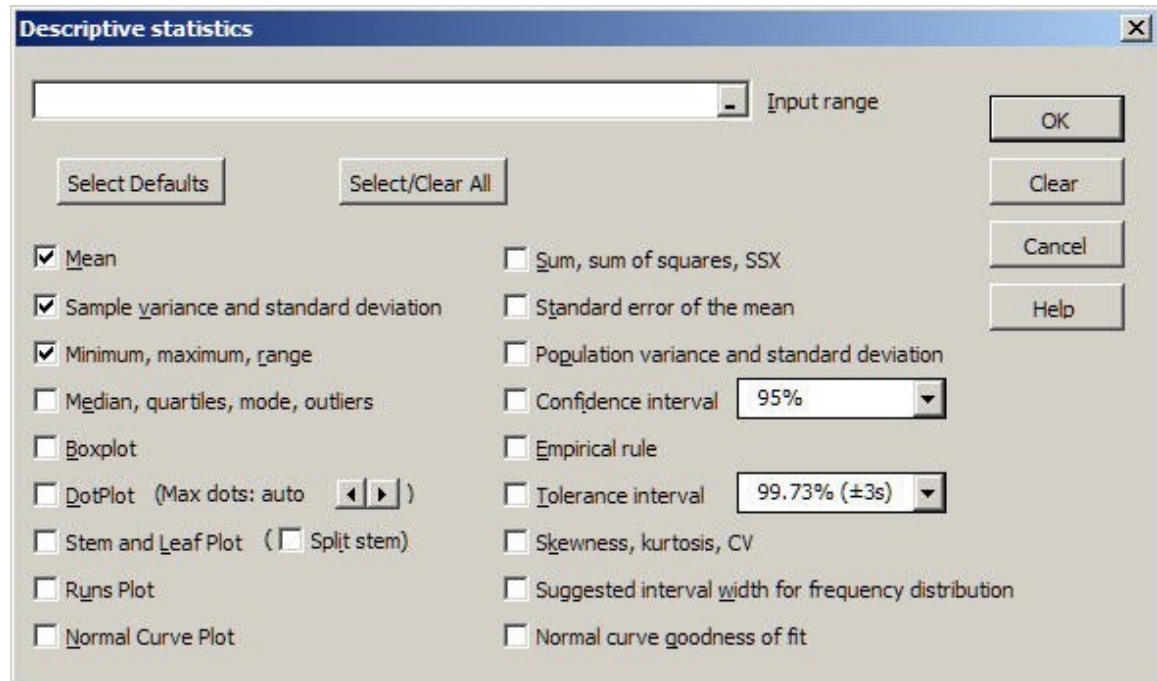 Descriptive statistics
Input range
OK
Select Defaults
Select/Clear All
Clear
Cancel
Help
Mean
Sample variance and standard deviation
Minimum, maximum, range
Median, quartiles, mode, outliers
Boxplot
DotPlot (Max dots: auto )
Stem and Leaf Plot ( Split stem)
Runs Plot
Normal Curve Plot
Sum, sum of squares, SSX
Standard error of the mean
Population variance and standard deviation
Confidence interval 95%
Empirical rule
Tolerance interval 99.73% (±3s)
Skewness, kurtosis, CV
Suggested interval width for frequency distribution
Normal curve goodness of fit